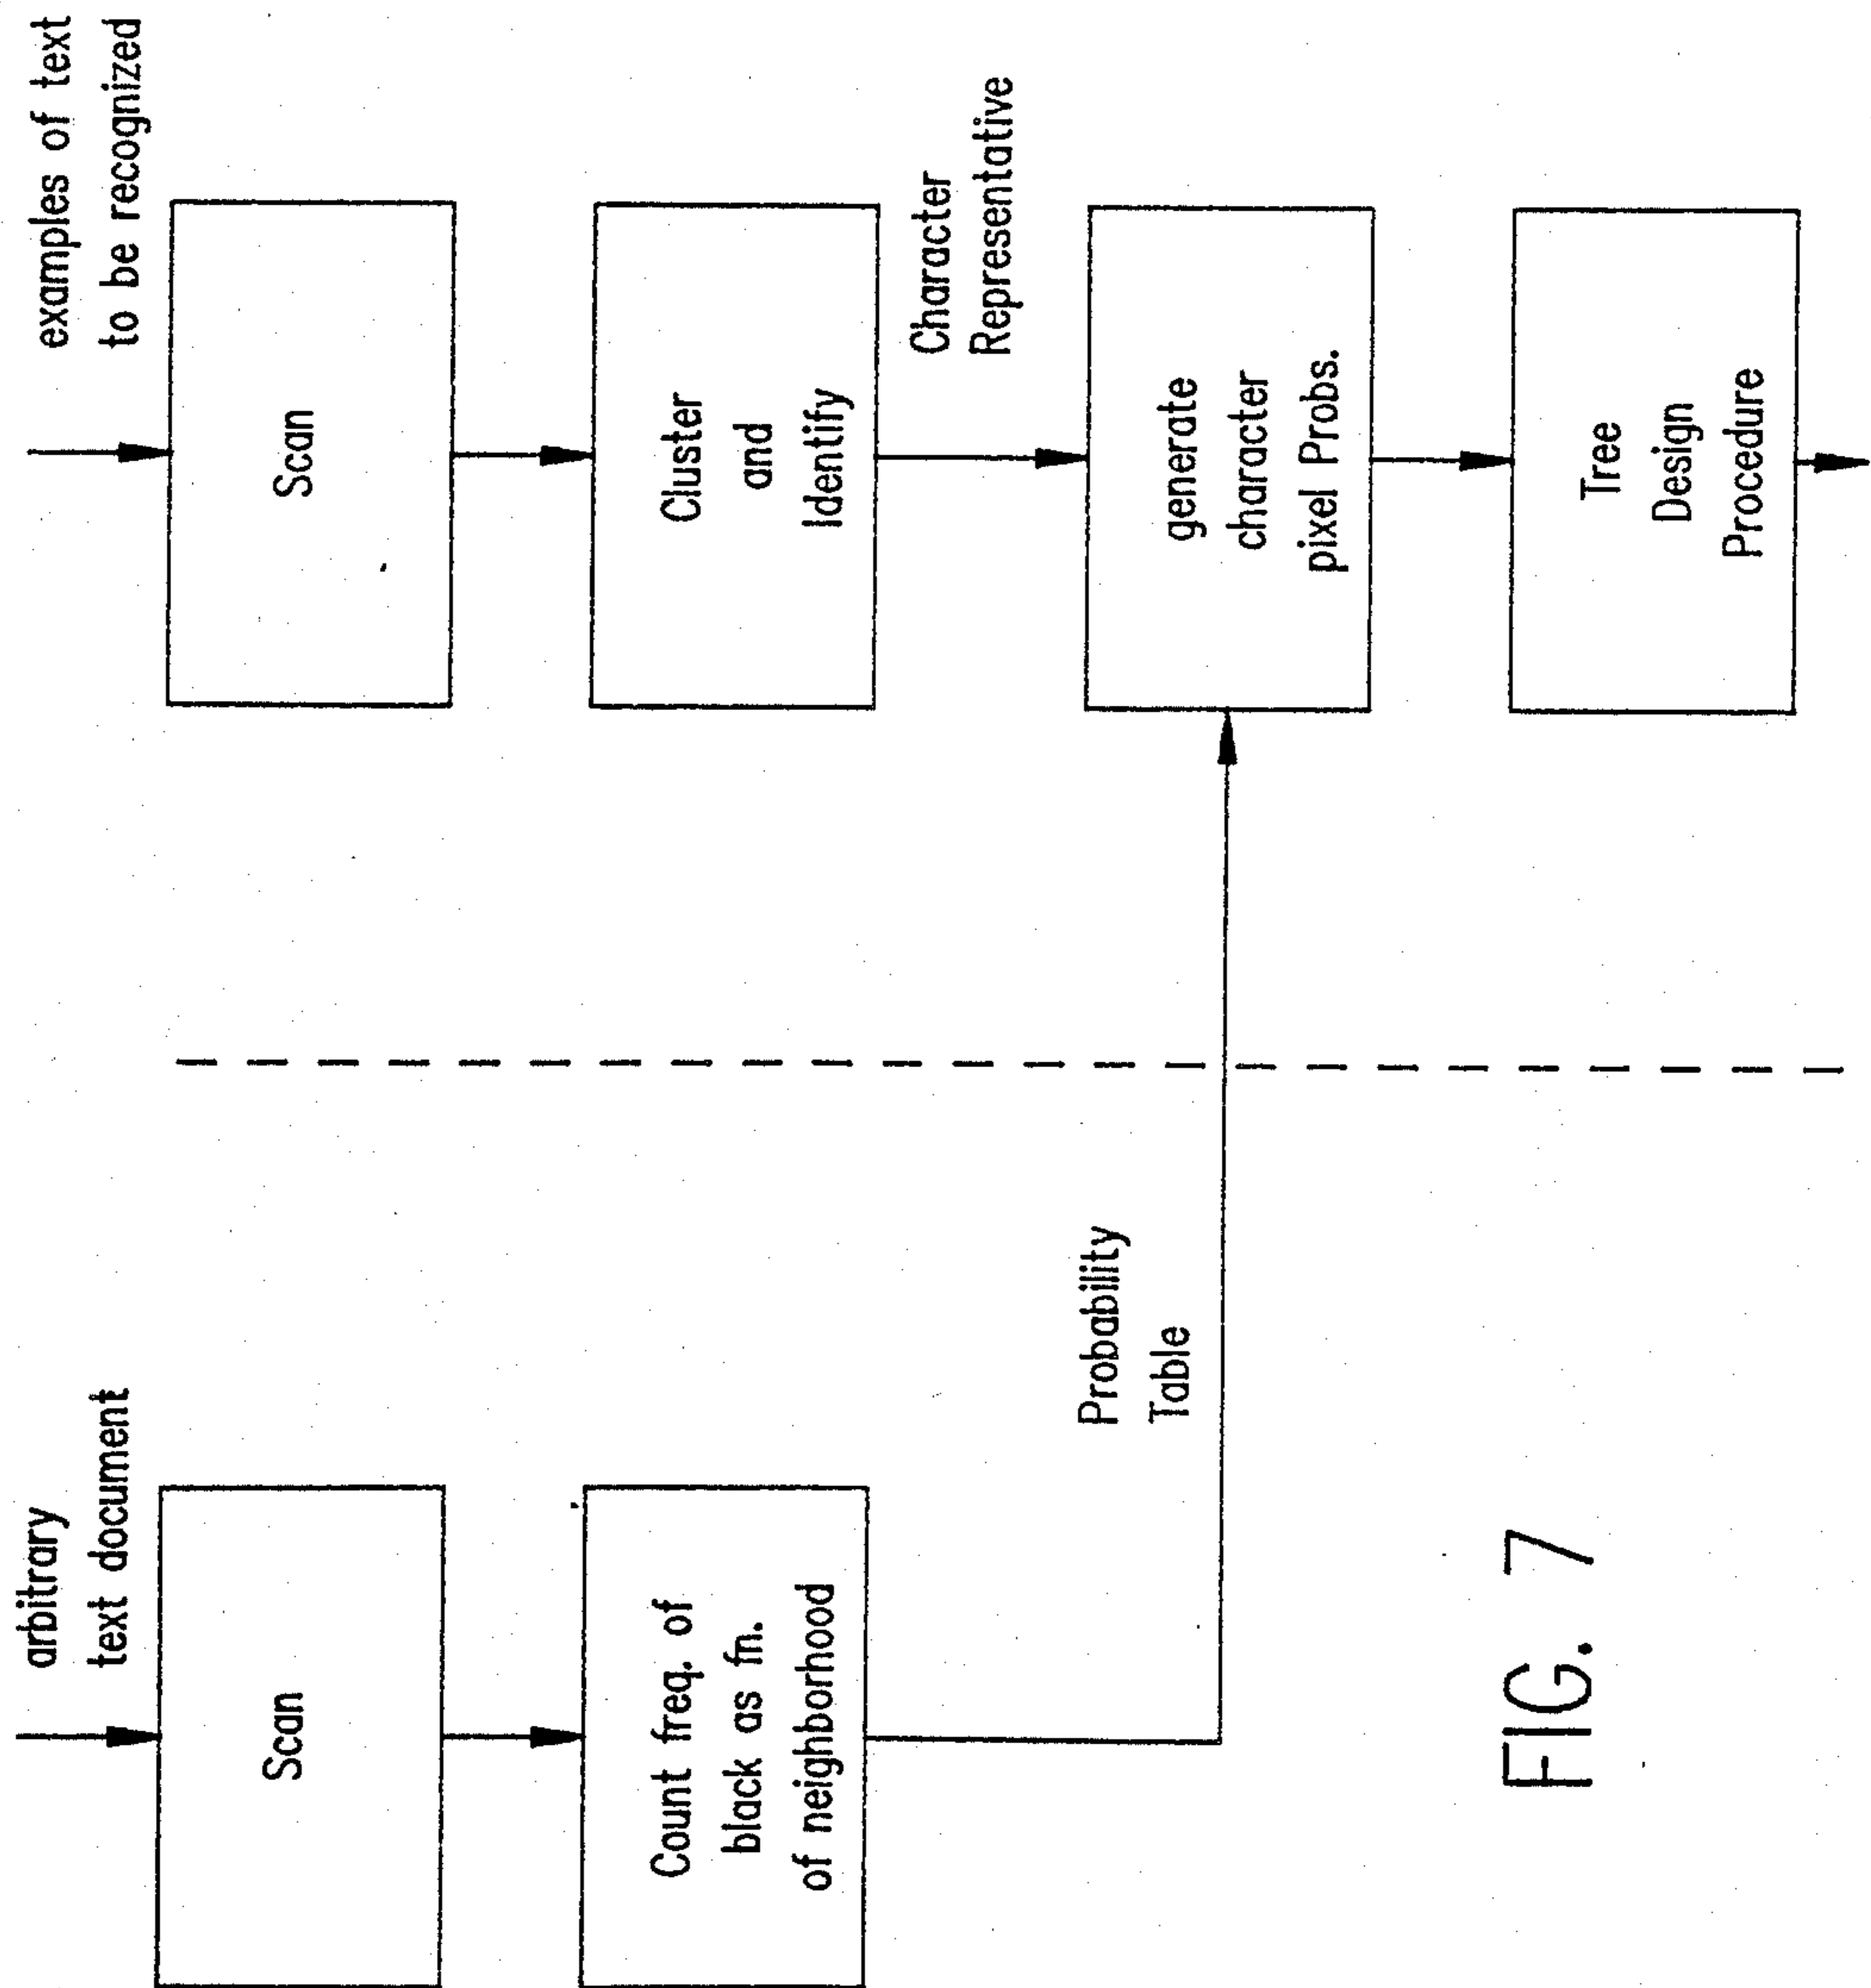 arbitrary
text document
Scan
Count freq. of
black as fn.
of neighborhood
Probability
Table
examples of text
to be recognized
Scan
Cluster
and
Identify
Character
Representative
generate
character
pixel Probs.
Tree
Design
Procedure
FIG. 7